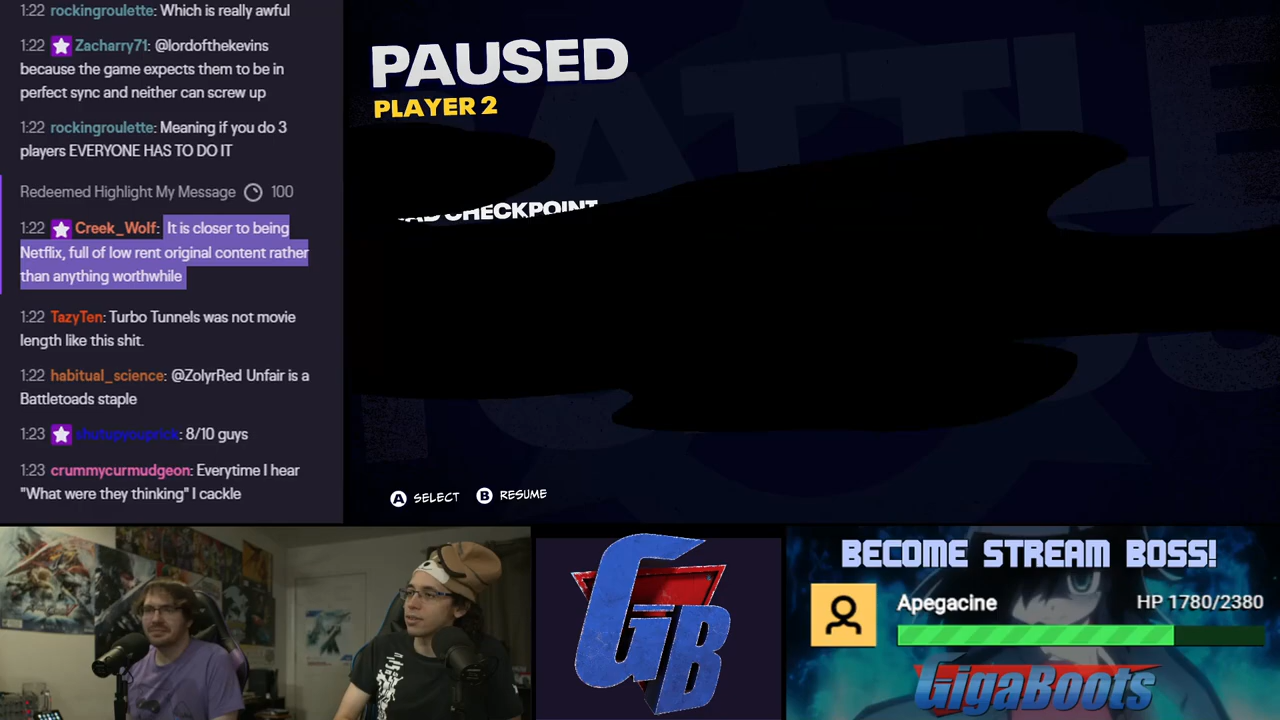 1:22 rockingroulette: Which is really awful
1:22 Zacharry71: @lordofthekevins
because the game expects them to be in
perfect sync and neither can screw up
1:22 rockingroulette: Meaning if you do 3
players EVERYONE HAS TO DO IT
Redeemed Highlight My Message 100
1:22 Creek_Wolf: It is closer to being
Netflix, full of low rent original content rather
than anything worthwhile
1:22 TazyTen: Turbo Tunnels was not movie
length like this shit.
1:22 habitual_science: @ZolyrRed Unfair is a
Battletoads staple
1:23 shutupyouprick: 8/10 guys
1:23 crummycurmudgeon: Everytime I hear
"What were they thinking" I cackle
PAUSED
PLAYER 2
CHECKPOINT
A SELECT B RESUME
GB
BECOME STREAM BOSS!
Apegacine HP 1780/2380
GIGABOOTS